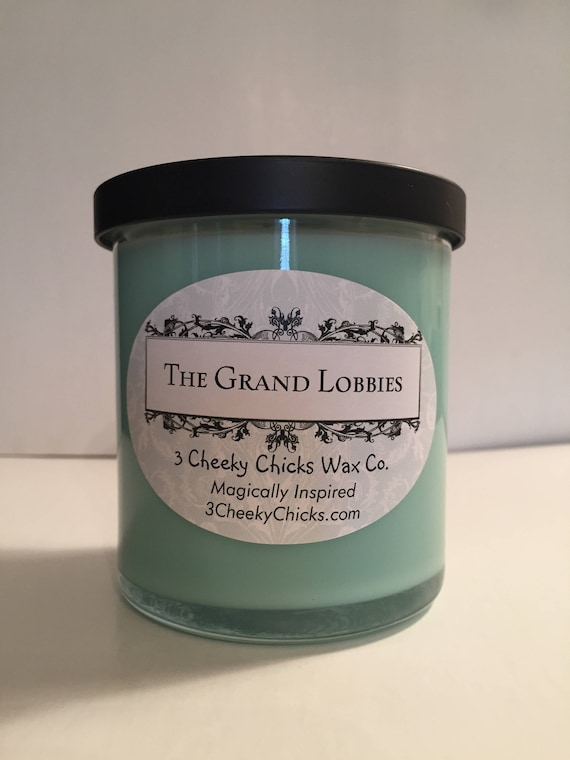 The Grand Lobbies
3 Cheeky Chicks Wax Co.
Magically Inspired
3CheekyChicks.com